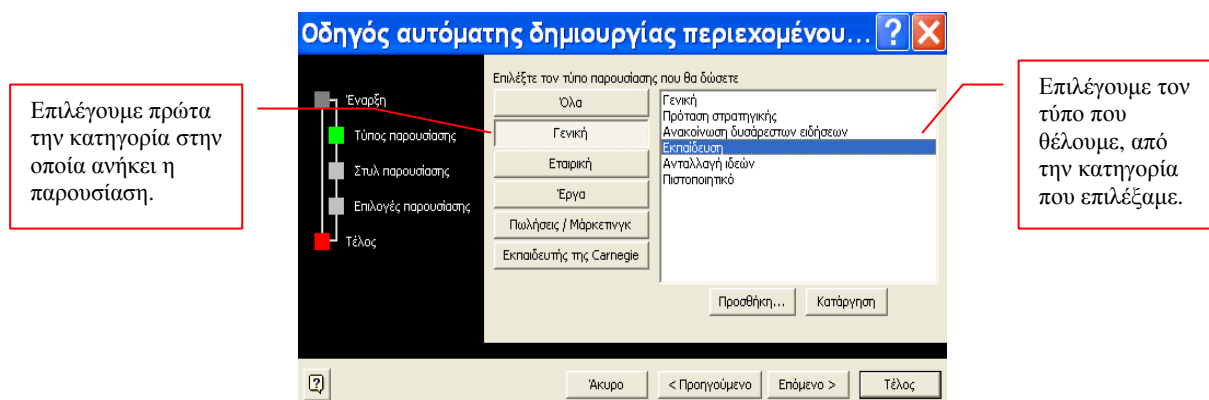 Οδηγός αυτόματης δημιουργίας περιεχομένου...
Επιλέγουμε πρώτα
την κατηγορία στην
οποία ανήκει η
παρουσίαση.
Έναρξη
Τύπος παρουσίασης
Στυλ παρουσίασης
Επιλογές παρουσίασης
Τέλος
Επιλέξτε τον τύπο παρουσίασης που θα δώσετε
Όλα
Γενική
Εταιρική
Έργα
Πωλήσεις / Μάρκετινγκ
Εκπαιδευτής της Carnegie
Γενική
Πρόταση στρατηγικής
Ανακοίνωση δυσάρεστων ειδήσεων
Εκπαίδευση
Ανταλλαγή ιδεών
Πιστοποιητικό
Προσθήκη...
Κατάργηση
Άκυρο
< Προηγούμενο
Επόμενο >
Τέλος
Επιλέγουμε τον
τύπο που
θέλουμε, από
την κατηγορία
που επιλέξαμε.